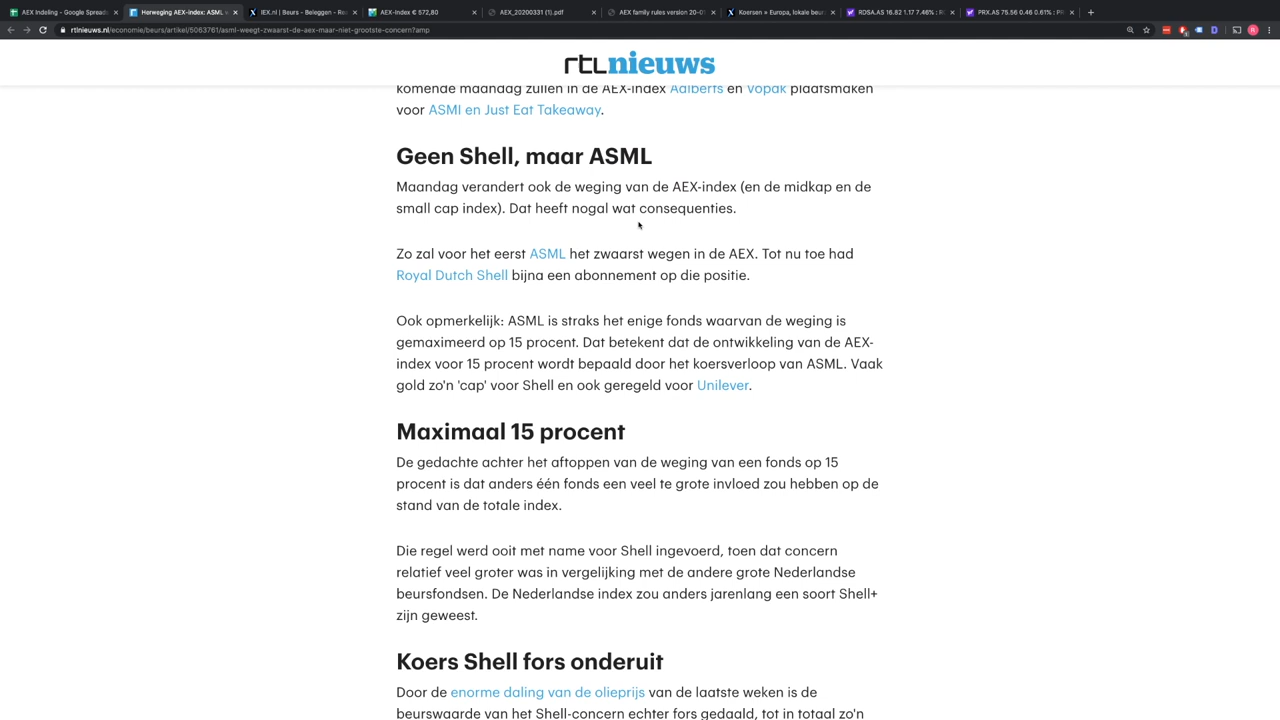 AEX Indeling - Google Spreads
Herweging AEX-index: ASML
IEX.nl | Beurs - Beleggen - Re
AEX-Index € 572,80
AEX_20200331 (1).pdf
AEX family rules version 20-0
Koersen » Europa, lokale beu
RDSA.AS 16.82 1.17 7.46% : R
PRX.AS 75.56 0.46 0.61% : PR
rtlnieuws.nl/economie/beurs/artikel/5063761/asml-weegt-zwaarst-de-aex-maar-niet-grootste-concern?amp
rtlnieuws
komende maandag zullen in de AEX-index Aalberts en Vopak plaatsmaken
voor ASMI en Just Eat Takeaway.
Geen Shell, maar ASML
Maandag verandert ook de weging van de AEX-index (en de midkap en de
small cap index). Dat heeft nogal wat consequenties.
Zo zal voor het eerst ASML het zwaarst wegen in de AEX. Tot nu toe had
Royal Dutch Shell bijna een abonnement op die positie.
Ook opmerkelijk: ASML is straks het enige fonds waarvan de weging is
gemaximeerd op 15 procent. Dat betekent dat de ontwikkeling van de AEX-
index voor 15 procent wordt bepaald door het koersverloop van ASML. Vaak
gold zo'n 'cap' voor Shell en ook geregeld voor Unilever.
Maximaal 15 procent
De gedachte achter het aftoppen van de weging van een fonds op 15
procent is dat anders één fonds een veel te grote invloed zou hebben op de
stand van de totale index.
Die regel werd ooit met name voor Shell ingevoerd, toen dat concern
relatief veel groter was in vergelijking met de andere grote Nederlandse
beursfondsen. De Nederlandse index zou anders jarenlang een soort Shell+
zijn geweest.
Koers Shell fors onderuit
Door de enorme daling van de olieprijs van de laatste weken is de
beurswaarde van het Shell-concern echter fors gedaald, tot in totaal zo'n